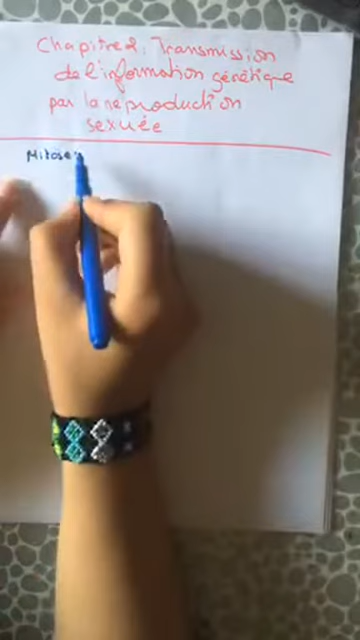 Chapitre 2: Transmission
de l'information génétique
par la reproduction
sexuée
Mitose :